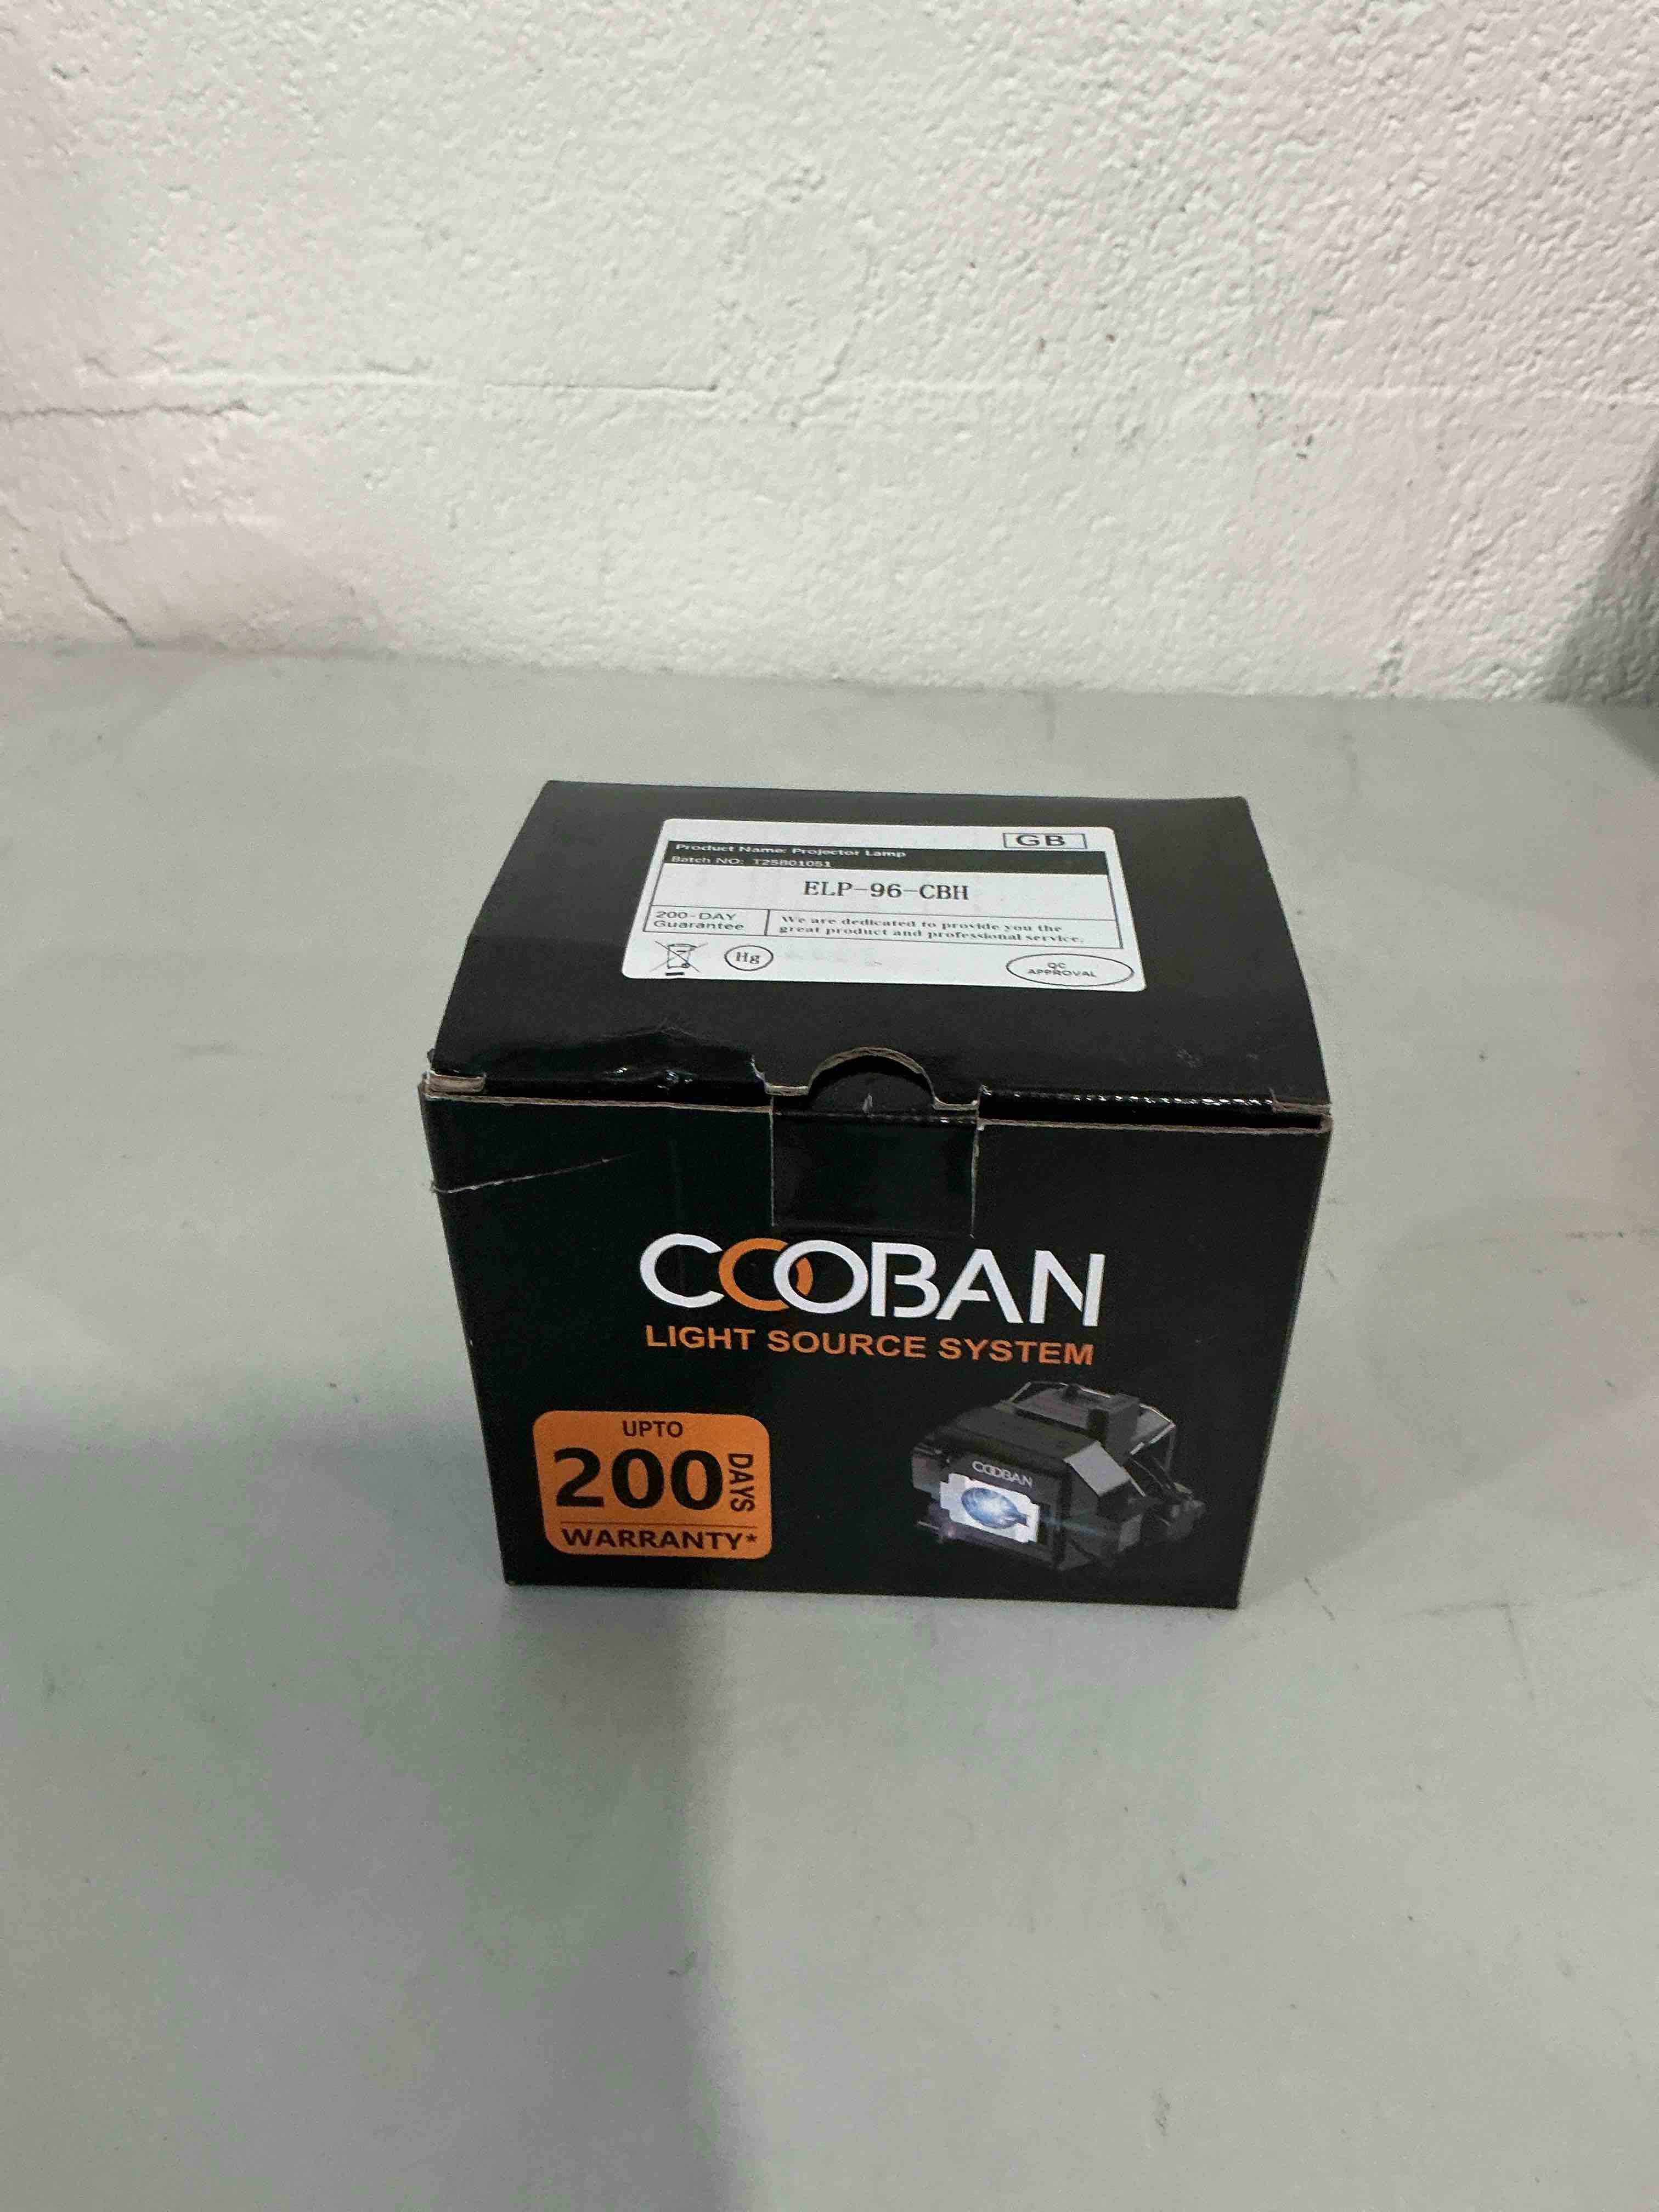 GB
Product Name: Projector Lamp
Batch NO: T25801051
ELP-96-CBH
200-DAY
Guarantee
We are dedicated to provide you the
great product and professional service.
Hg
QC
APPROVAL
COOBAN
LIGHT SOURCE SYSTEM
UPTO
200
DAYS
WARRANTY*
COOBAN